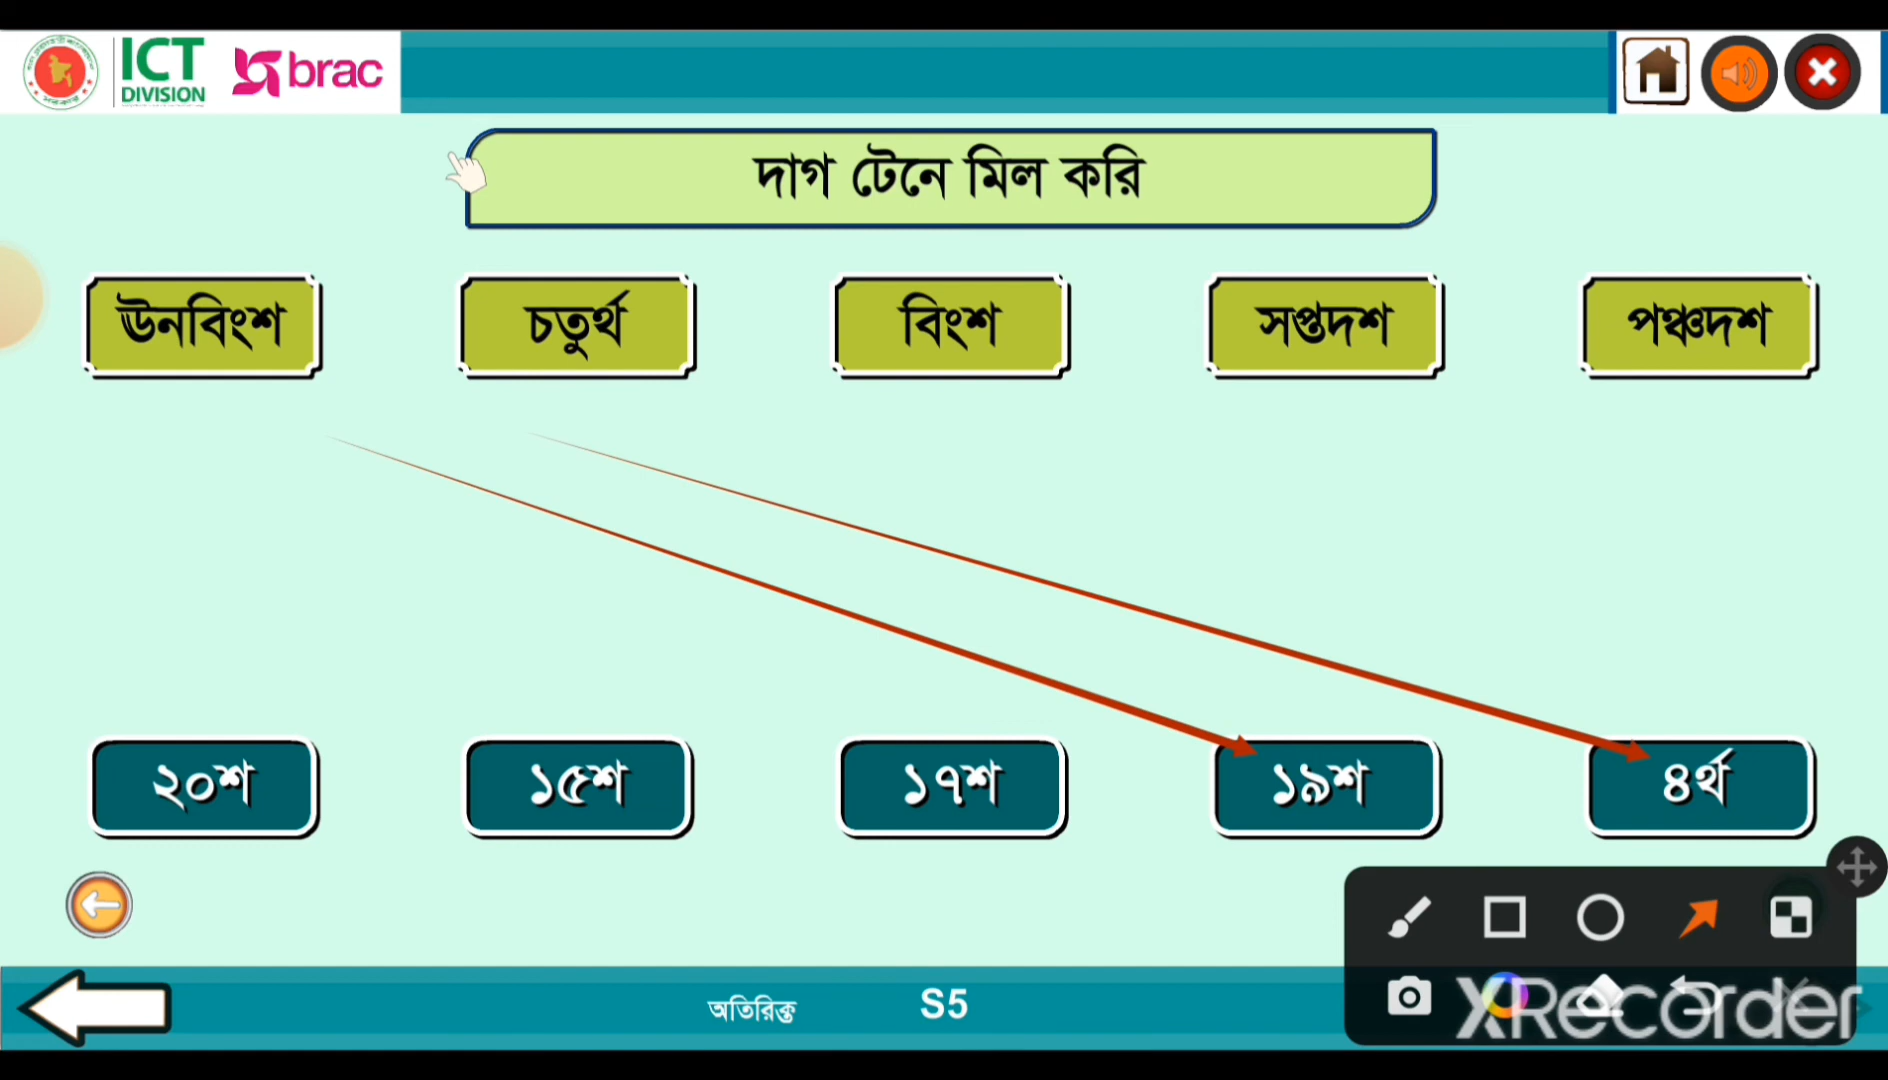 ICT
DIVISION
brac
দাগ টেনে মিল করি
ঊনবিংশ
চতুর্থ
বিংশ
সপ্তদশ
পঞ্চদশ
২০শ
১৫শ
১৭শ
১৯শ
৪র্থ
অতিরিক্ত
S5
XRecorder